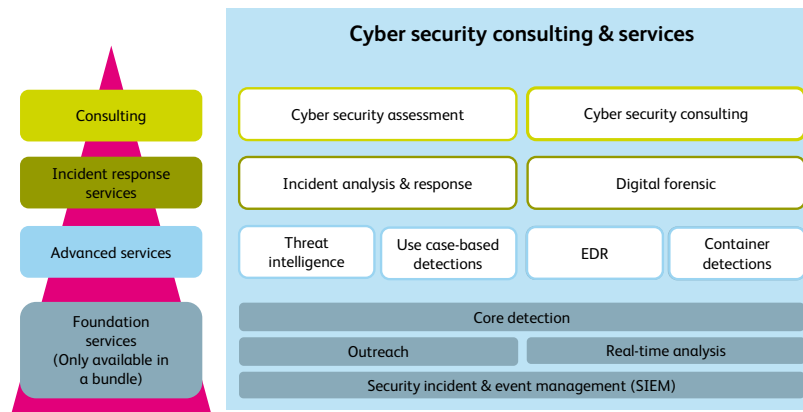 Cyber security consulting & services
Consulting
Cyber security assessment
Cyber security consulting
Incident response
services
Incident analysis & response
Digital forensic
Advanced services
Threat
intelligence
Use case-based
detections
EDR
Container
detections
Foundation
services
(Only available in
a bundle)
Core detection
Outreach
Real-time analysis
Security incident & event management (SIEM)